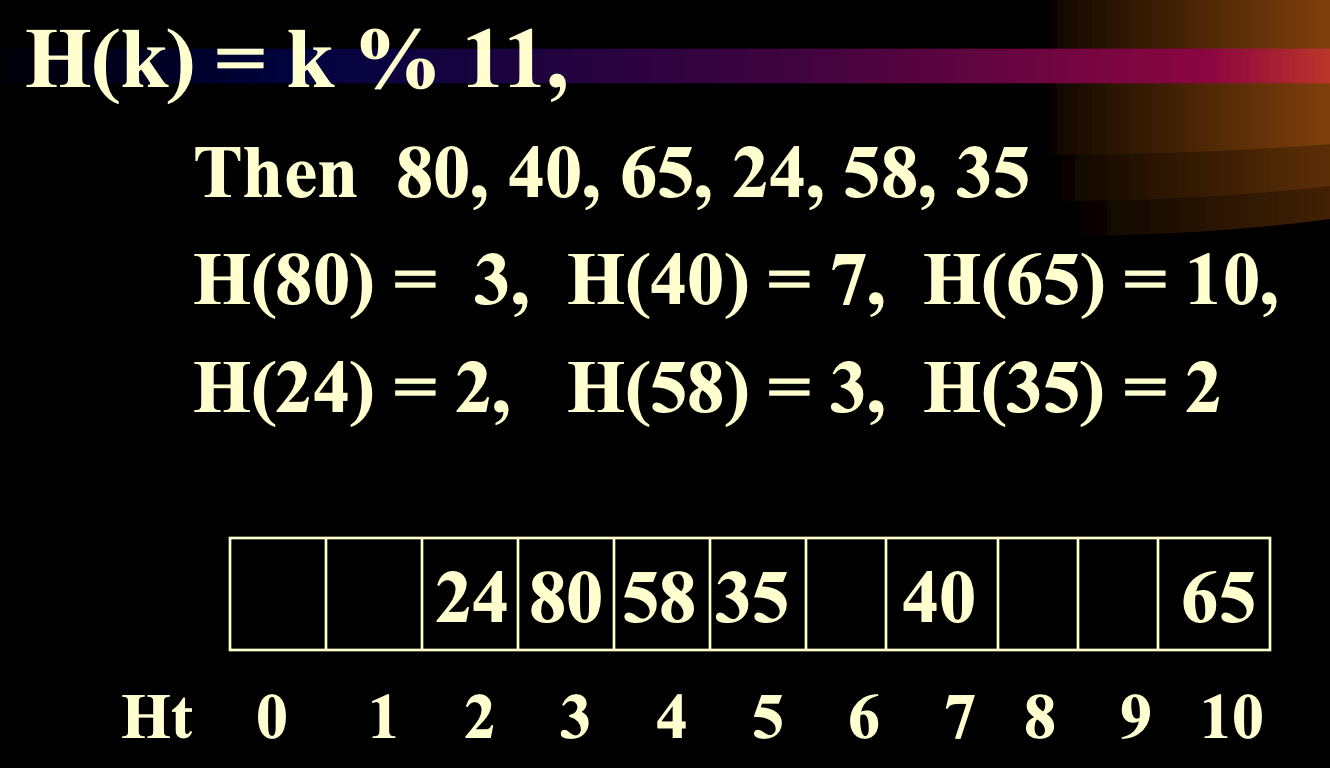 H(k) = k % 11,
Then 80, 40, 65, 24, 58, 35
H(80) = 3, H(40) = 7, H(65) = 10,
H(24) = 2, H(58) = 3, H(35) = 2
24 80 58 35 40 65
Ht 0 1 2 3 4 5 6 7 8 9 10